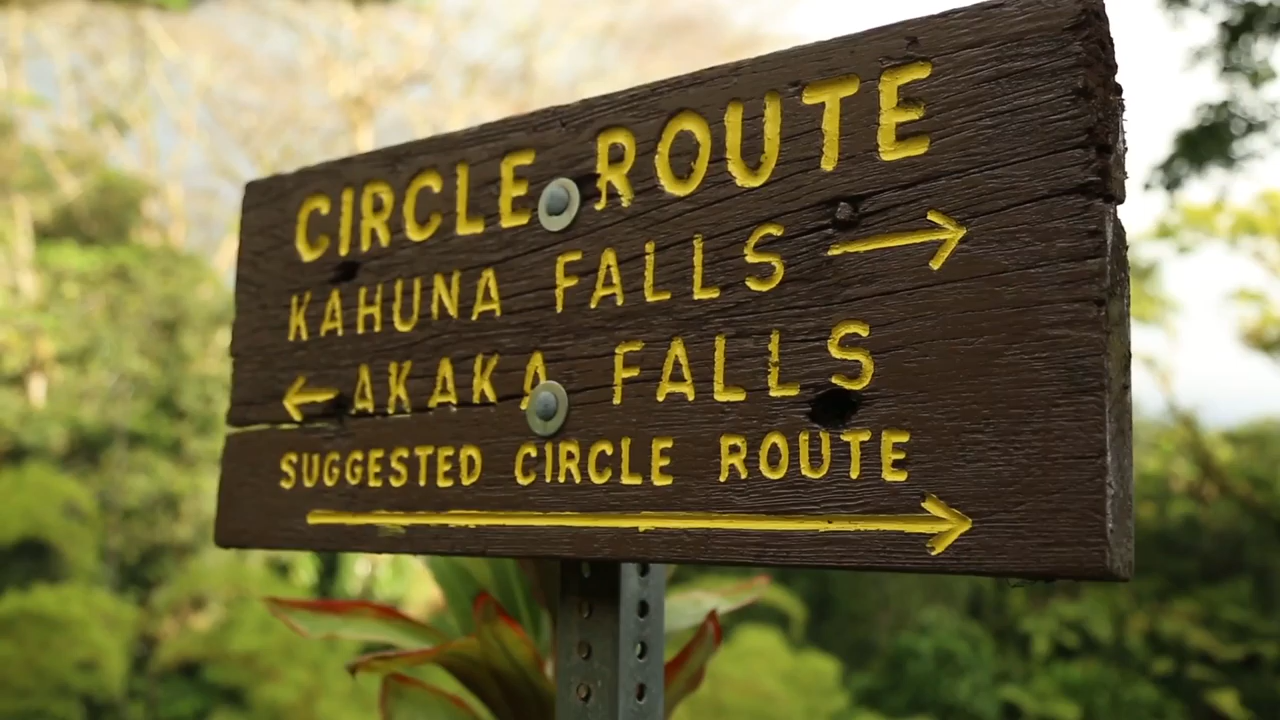 CIRCLE ROUTE
KAHUNA FALLS →
← AKAKA FALLS
SUGGESTED CIRCLE ROUTE
→